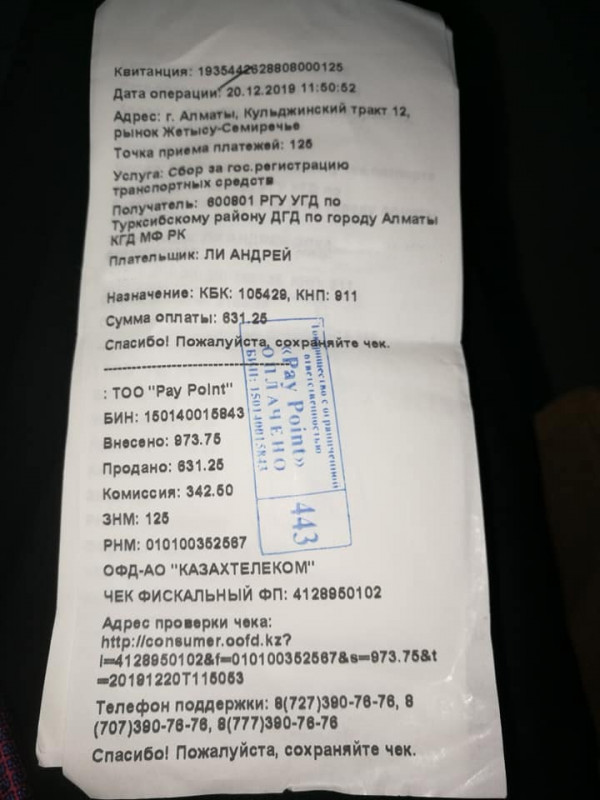 Квитанция: 1935442628808000125
Дата операции: 20.12.2019 11:50:52
Адрес: г. Алматы, Кульджинский тракт 12,
рынок Жетысу-Семиречье
Точка приема платежей: 125
Услуга: Сбор за гос.регистрацию
транспортных средств
Получатель: 600801 РГУ УГД по
Турксибскому району ДГД по городу Алматы
КГД МФ РК
Плательщик: ЛИ АНДРЕЙ
Назначение: КБК: 105429, КНП: 911
Сумма оплаты: 631.25
Спасибо! Пожалуйста, сохраняйте чек.
: ТОО "Pay Point"
БИН: 150140015843
Внесено: 973.75
Продано: 631.25
Комиссия: 342.50
ЗНМ: 125
РНМ: 010100352567
ОФД-АО "КАЗАХТЕЛЕКОМ"
ЧЕК ФИСКАЛЬНЫЙ ФП: 4128950102
Адрес проверки чека:
http://consumer.oofd.kz?
i=4128950102&f=010100352567&s=973.75&t
=20191220T115053
Телефон поддержки: 8(727)390-76-76, 8
(707)390-76-76, 8(777)390-76-76
Спасибо! Пожалуйста, сохраняйте чек.
Товарищество с ограниченной
ответственностью
«Pay Point»
ОПЛАЧЕНО
БИН: 150140015843
443